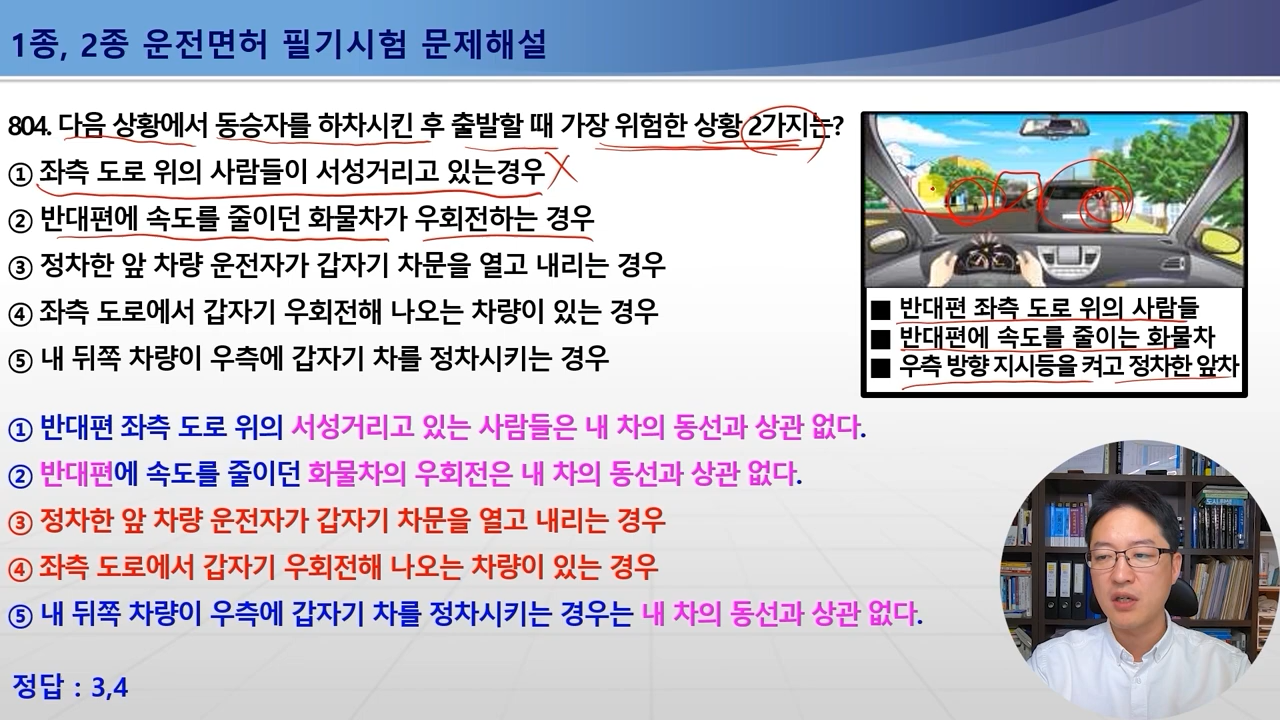 1종, 2종 운전면허 필기시험 문제해설
804. 다음 상황에서 동승자를 하차시킨 후 출발할 때 가장 위험한 상황 2가지는?
① 좌측 도로 위의 사람들이 서성거리고 있는경우
② 반대편에 속도를 줄이던 화물차가 우회전하는 경우
③ 정차한 앞 차량 운전자가 갑자기 차문을 열고 내리는 경우
④ 좌측 도로에서 갑자기 우회전해 나오는 차량이 있는 경우
⑤ 내 뒤쪽 차량이 우측에 갑자기 차를 정차시키는 경우
■ 반대편 좌측 도로 위의 사람들
■ 반대편에 속도를 줄이는 화물차
■ 우측 방향 지시등을 켜고 정차한 앞차
① 반대편 좌측 도로 위의 서성거리고 있는 사람들은 내 차의 동선과 상관 없다.
② 반대편에 속도를 줄이던 화물차의 우회전은 내 차의 동선과 상관 없다.
③ 정차한 앞 차량 운전자가 갑자기 차문을 열고 내리는 경우
④ 좌측 도로에서 갑자기 우회전해 나오는 차량이 있는 경우
⑤ 내 뒤쪽 차량이 우측에 갑자기 차를 정차시키는 경우는 내 차의 동선과 상관 없다.
정답 : 3,4